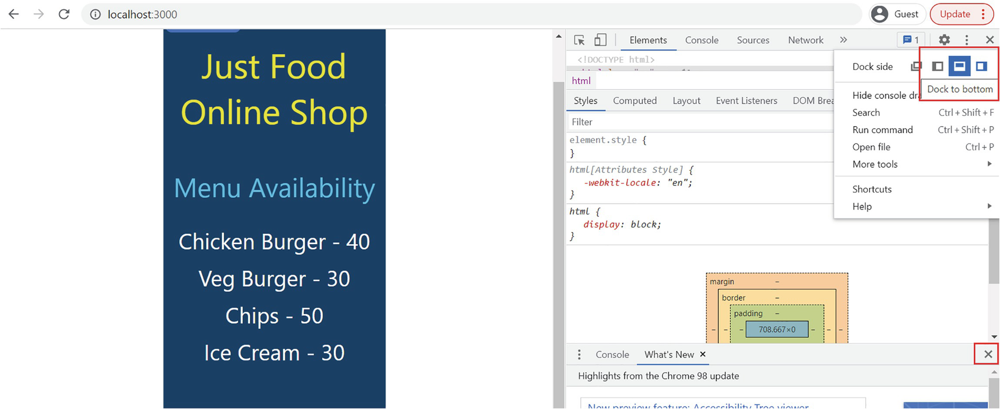 localhost:3000
Guest
Update
Just Food
Online Shop
Menu Availability
Chicken Burger - 40
Veg Burger - 30
Chips - 50
Ice Cream - 30
Elements Console Sources Network » 1
<!DOCTYPE html>
html
Styles Computed Layout Event Listeners DOM Brea
Filter
element.style {
}
html[Attributes Style] {
-webkit-locale: "en";
}
html {
display: block;
}
Dock side
Dock to bottom
Hide console dra
Search Ctrl + Shift + F
Run command Ctrl + Shift + P
Open file Ctrl + P
More tools
Shortcuts
Help
margin –
border –
padding –
– – – 708.667×0 – – –
Console What's New ×
Highlights from the Chrome 98 update
New preview feature: Accessibility Tree viewer